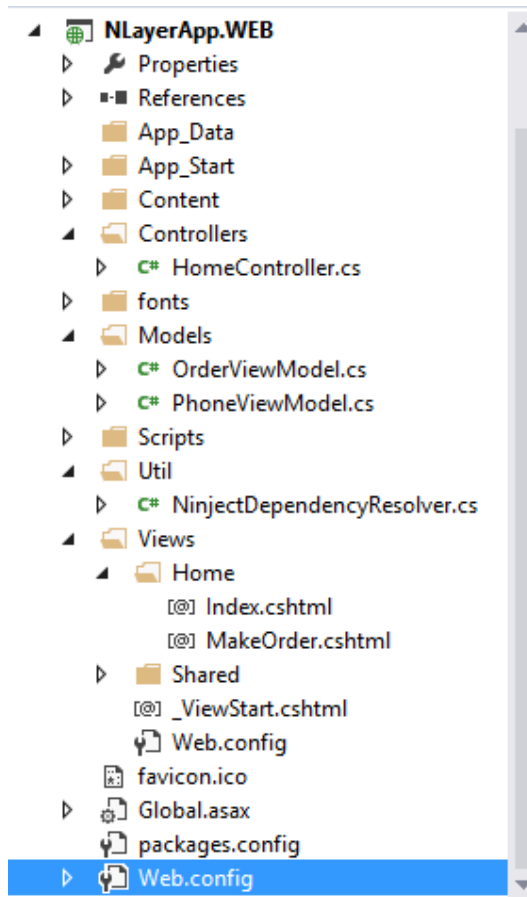 NLayerApp.WEB
Properties
References
App_Data
App_Start
Content
Controllers
C# HomeController.cs
fonts
Models
C# OrderViewModel.cs
C# PhoneViewModel.cs
Scripts
Util
C# NinjectDependencyResolver.cs
Views
Home
[@] Index.cshtml
[@] MakeOrder.cshtml
Shared
[@] _ViewStart.cshtml
Web.config
favicon.ico
Global.asax
packages.config
Web.config